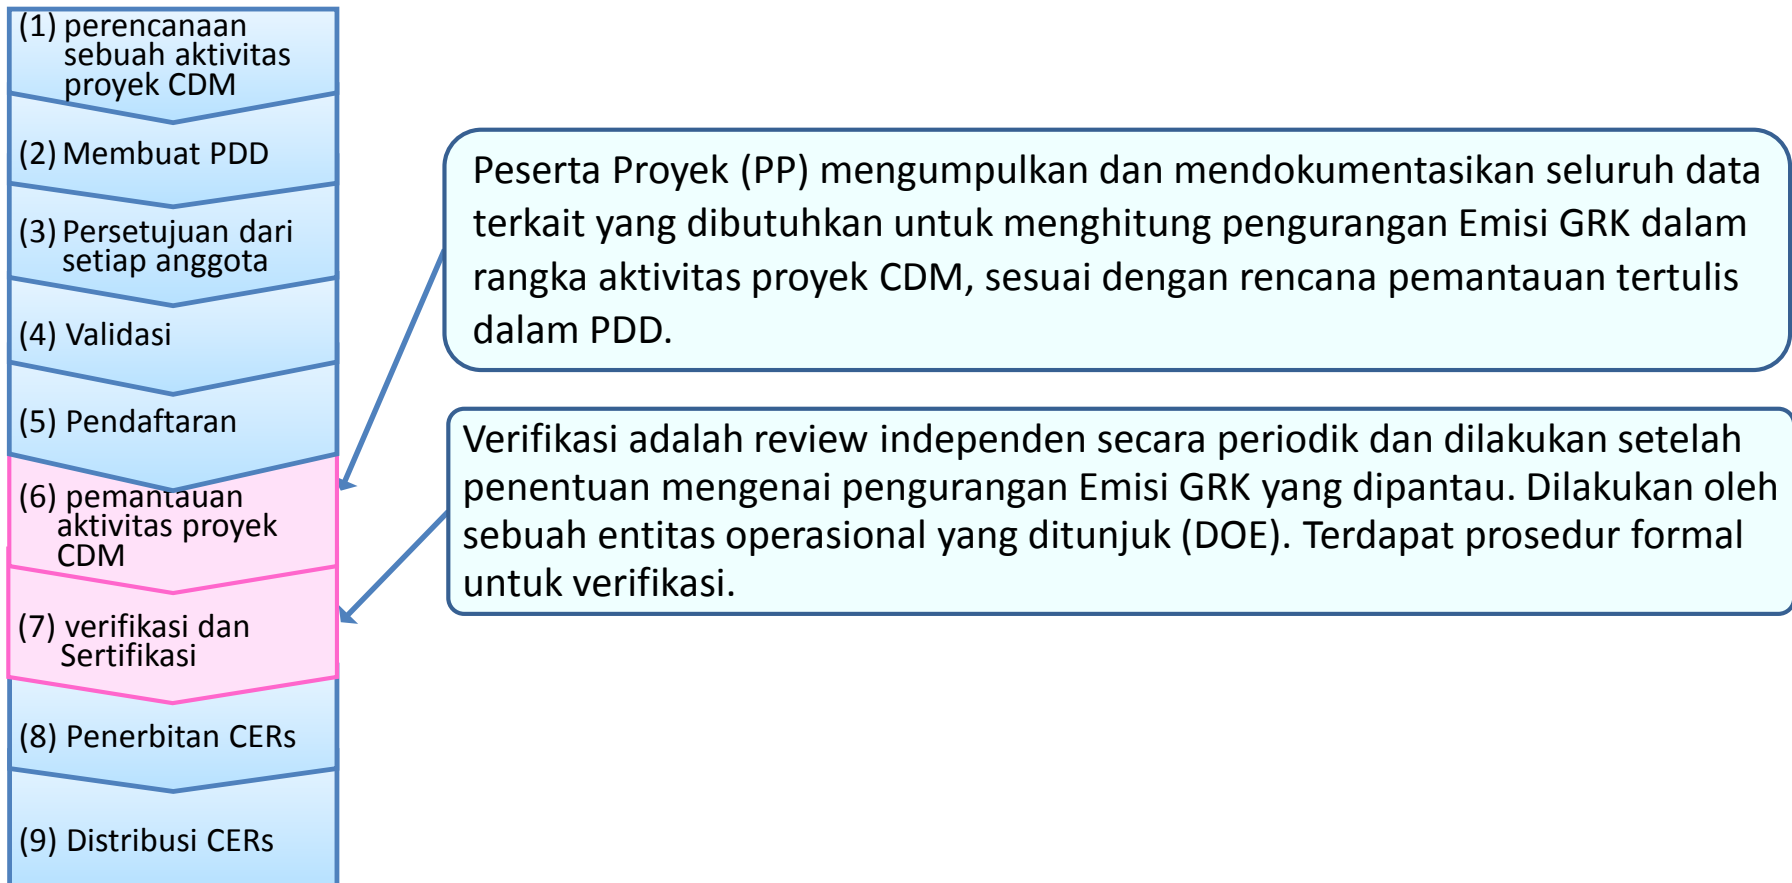 (1) perencanaan
sebuah aktivitas
proyek CDM
(2) Membuat PDD
(3) Persetujuan dari
setiap anggota
(4) Validasi
(5) Pendaftaran
(6) pemantauan
aktivitas proyek
CDM
(7) verifikasi dan
Sertifikasi
(8) Penerbitan CERs
(9) Distribusi CERs
Peserta Proyek (PP) mengumpulkan dan mendokumentasikan seluruh data
terkait yang dibutuhkan untuk menghitung pengurangan Emisi GRK dalam
rangka aktivitas proyek CDM, sesuai dengan rencana pemantauan tertulis
dalam PDD.
Verifikasi adalah review independen secara periodik dan dilakukan setelah
penentuan mengenai pengurangan Emisi GRK yang dipantau. Dilakukan oleh
sebuah entitas operasional yang ditunjuk (DOE). Terdapat prosedur formal
untuk verifikasi.